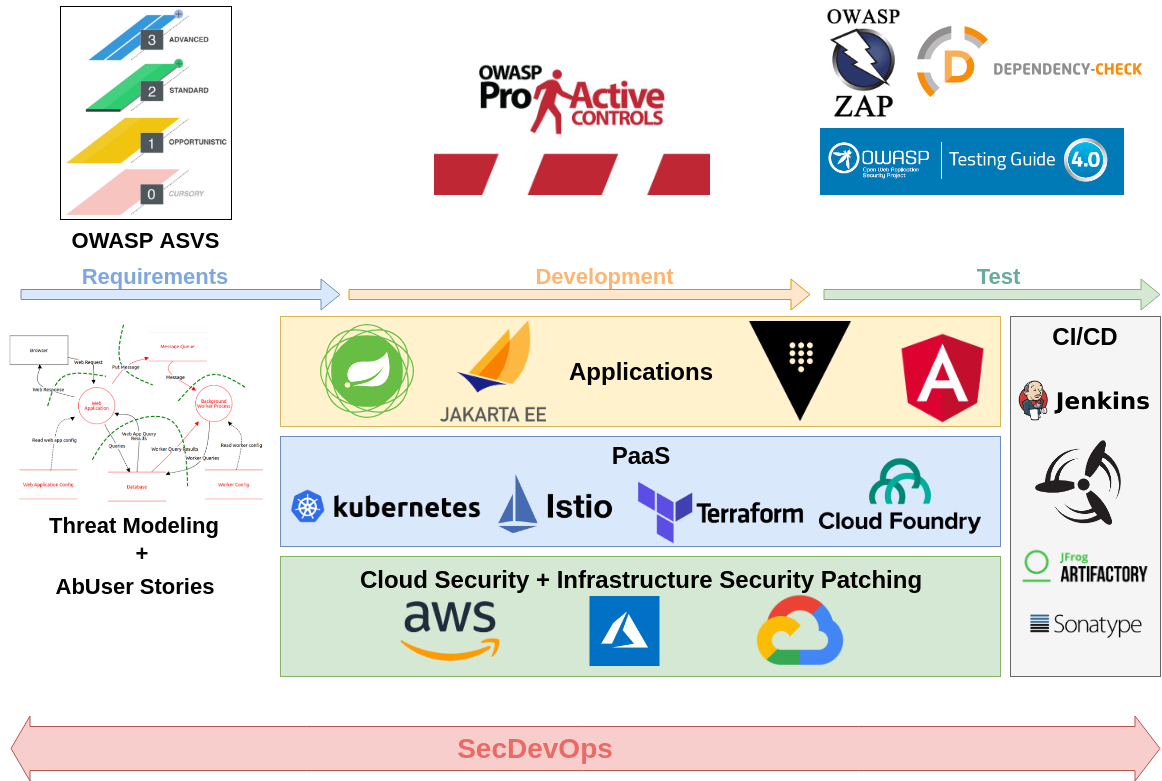 3
ADVANCED
2
STANDARD
1
OPPORTUNISTIC
0
CURSORY
OWASP ASVS
OWASP
Pro Active
CONTROLS
OWASP
ZAP
D
DEPENDENCY-CHECK
OWASP
Open Web Application
Security Project
Testing Guide
4.0
Requirements
Development
Test
Browser
Message Queue
Web Request
Put Message
Message
Web Response
Web
Application
Background
Worker Process
Read web app config
Web App Query
Results
Queries
Worker Query Results
Read worker config
Worker Queries
Web Application Config
Database
Worker Config
Threat Modeling
+
AbUser Stories
JAKARTA EE
Applications
A
PaaS
kubernetes
Istio
Terraform
Cloud Foundry
Cloud Security + Infrastructure Security Patching
aws
CI/CD
Jenkins
JFrog
ARTIFACTORY
Sonatype
SecDevOps